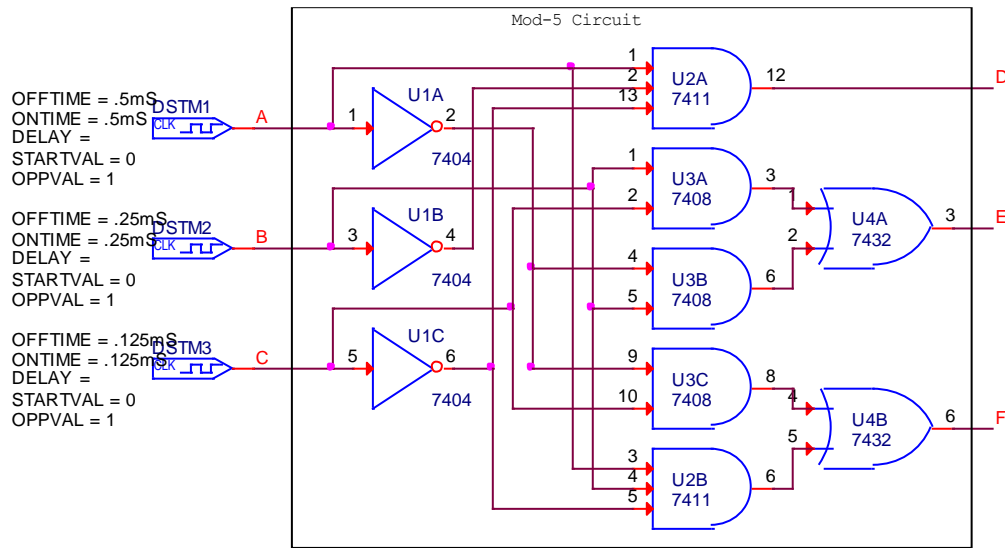 Mod-5 Circuit
OFFTIME = .5mS
ONTIME = .5mS
DELAY =
STARTVAL = 0
OPPVAL = 1
DSTM1
CLK
A
1
U1A
2
7404
OFFTIME = .25mS
ONTIME = .25mS
DELAY =
STARTVAL = 0
OPPVAL = 1
DSTM2
CLK
B
3
U1B
4
7404
OFFTIME = .125mS
ONTIME = .125mS
DELAY =
STARTVAL = 0
OPPVAL = 1
DSTM3
CLK
C
5
U1C
6
7404
1
2
13
U2A
7411
12
D
1
2
U3A
7408
3
4
5
U3B
7408
6
1
2
U4A
7432
3
E
9
10
U3C
7408
8
3
4
5
U2B
7411
6
4
5
U4B
7432
6
F